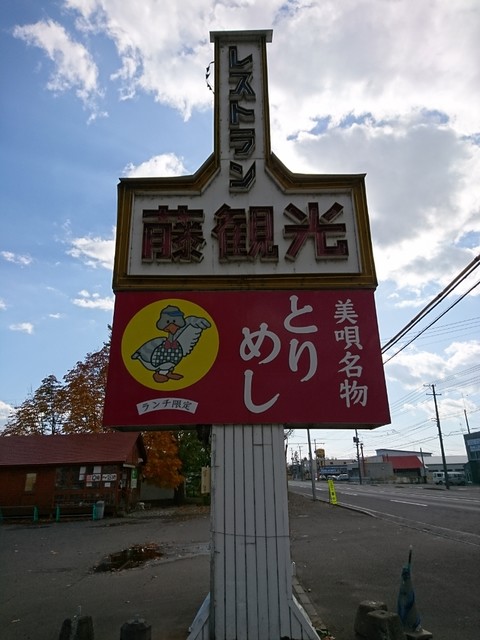 レストラン
藤観光
美唄名物
とりめし
ランチ限定